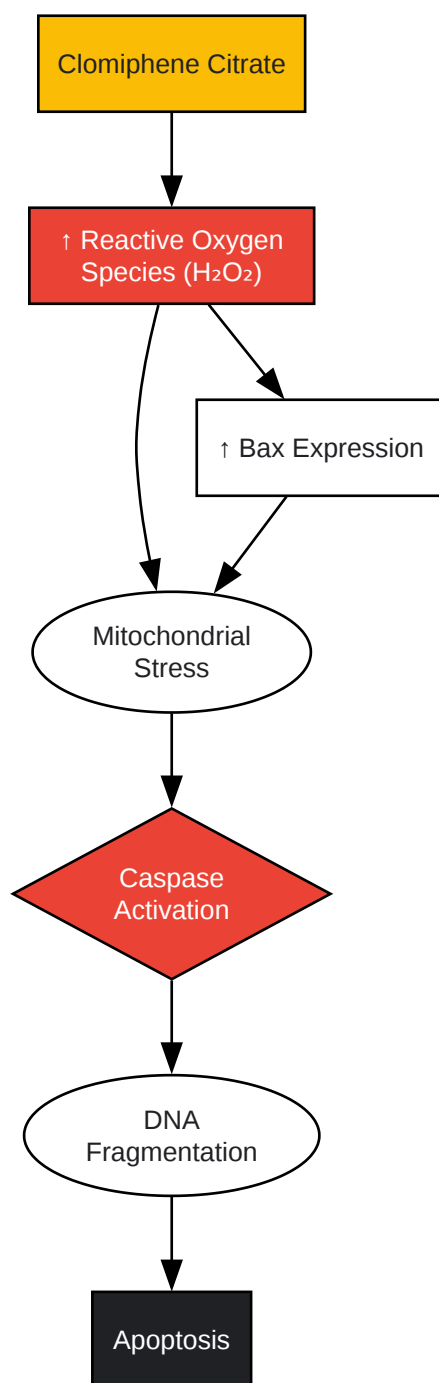 Clomiphene Citrate
↑ Reactive Oxygen
Species (H₂O₂)
↑ Bax Expression
Mitochondrial
Stress
Caspase
Activation
DNA
Fragmentation
Apoptosis